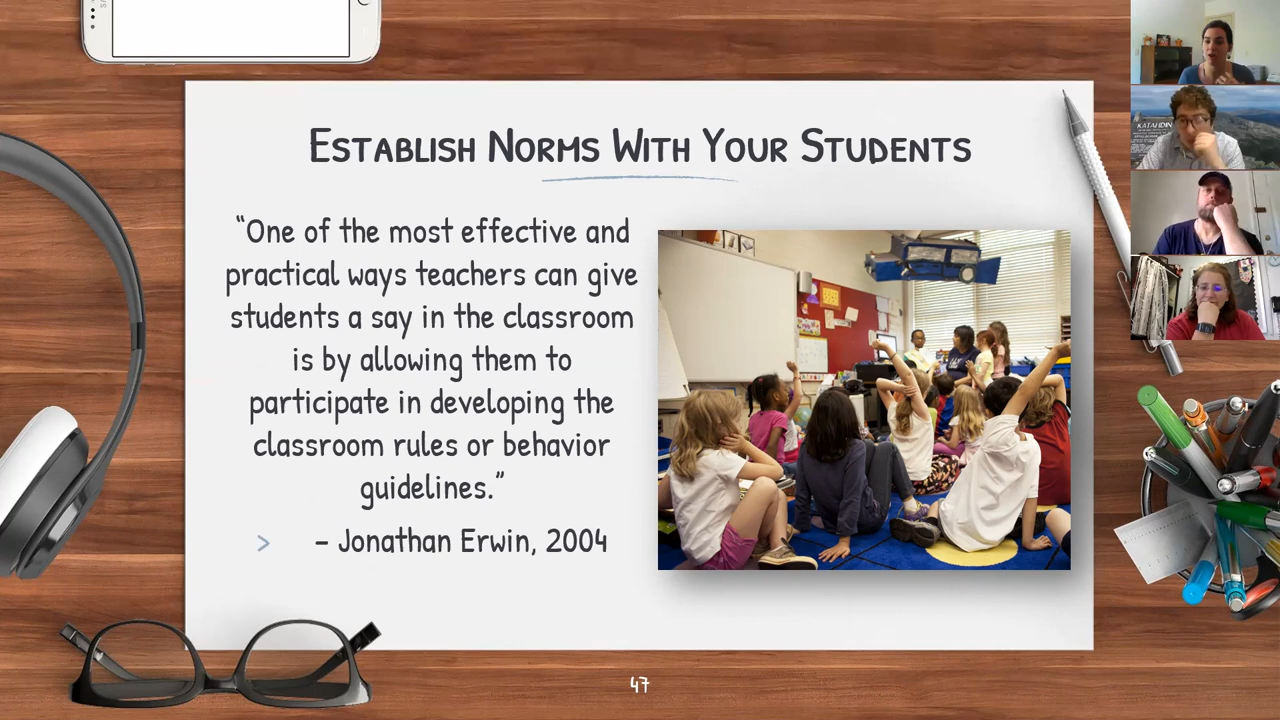 Establish Norms With Your Students
“One of the most effective and
practical ways teachers can give
students a say in the classroom
is by allowing them to
participate in developing the
classroom rules or behavior
guidelines.”
> – Jonathan Erwin, 2004
47
KATAHDIN